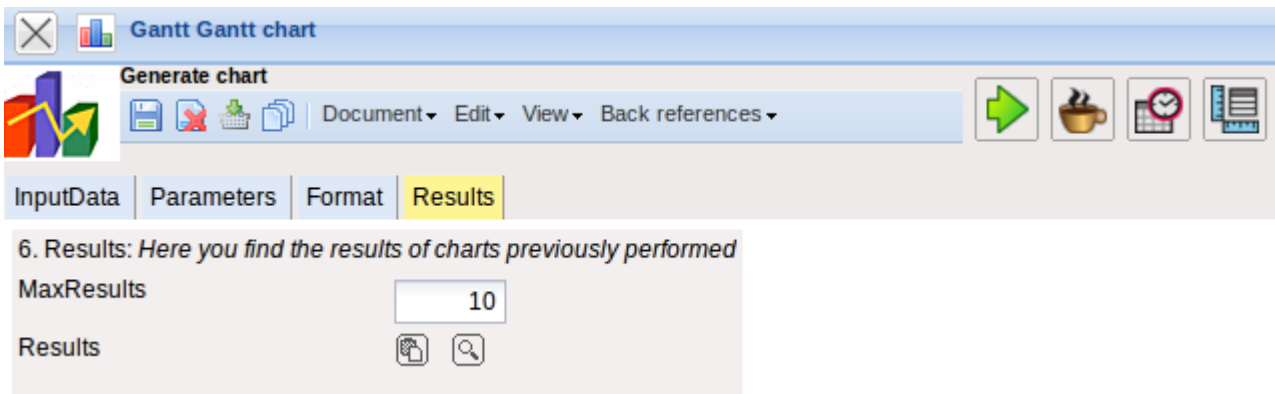 Gantt Gantt chart
Generate chart
Document Edit View Back references
InputData Parameters Format Results
6. Results: Here you find the results of charts previously performed
MaxResults 10
Results